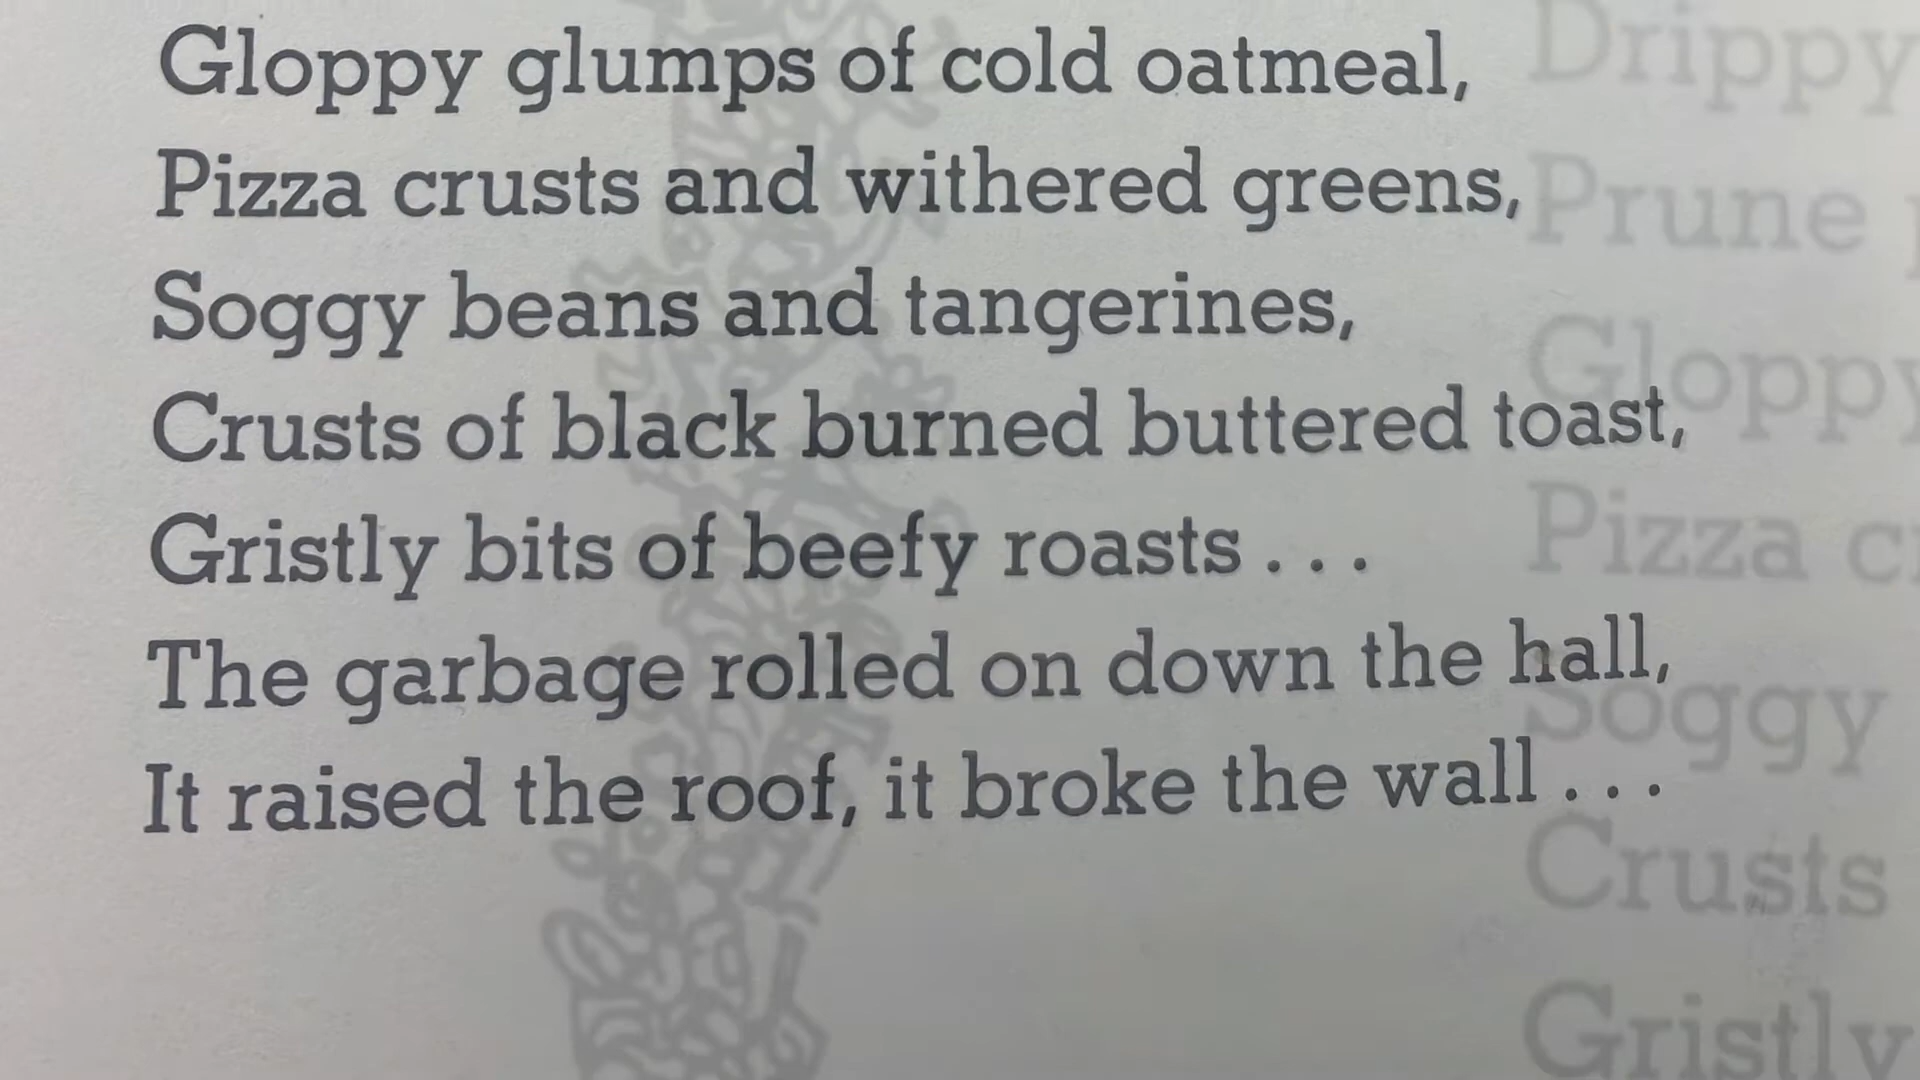 Gloppy glumps of cold oatmeal,
Pizza crusts and withered greens,
Soggy beans and tangerines,
Crusts of black burned buttered toast,
Gristly bits of beefy roasts . . .
The garbage rolled on down the hall,
It raised the roof, it broke the wall . . .
Drippy
Prune
Gloppy
Pizza
Soggy
Crusts
Gristly